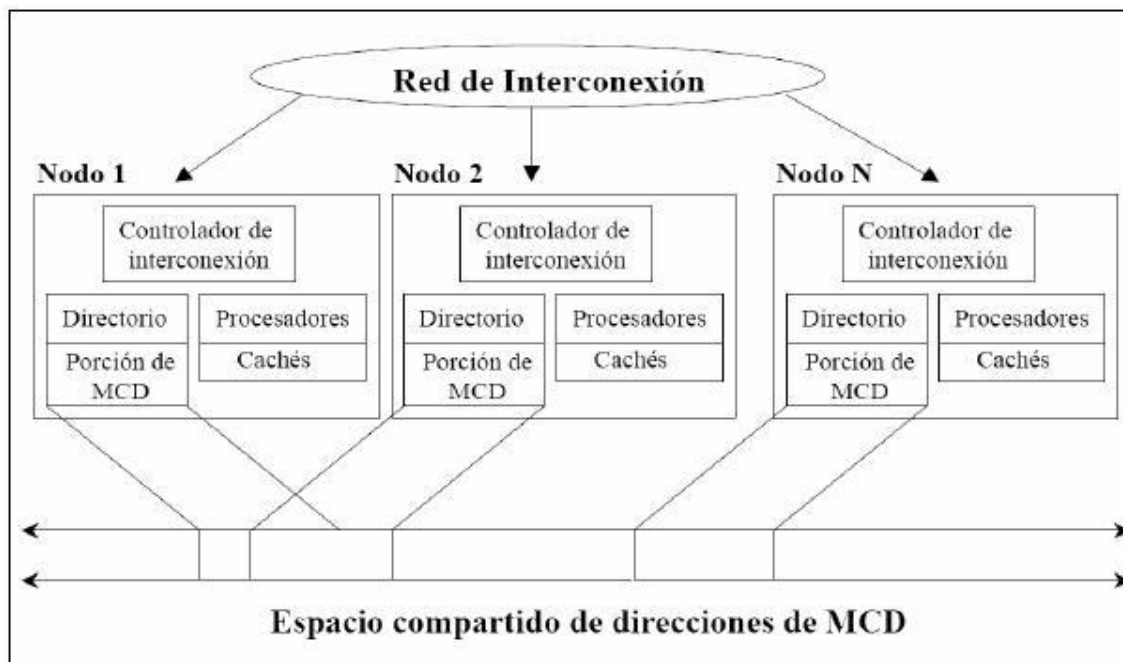 Red de Interconexión
Nodo 1
Controlador de
interconexión
Directorio
Porción de
MCD
Procesadores
Cachés
Nodo 2
Controlador de
interconexión
Directorio
Porción de
MCD
Procesadores
Cachés
Nodo N
Controlador de
interconexión
Directorio
Porción de
MCD
Procesadores
Cachés
Espacio compartido de direcciones de MCD